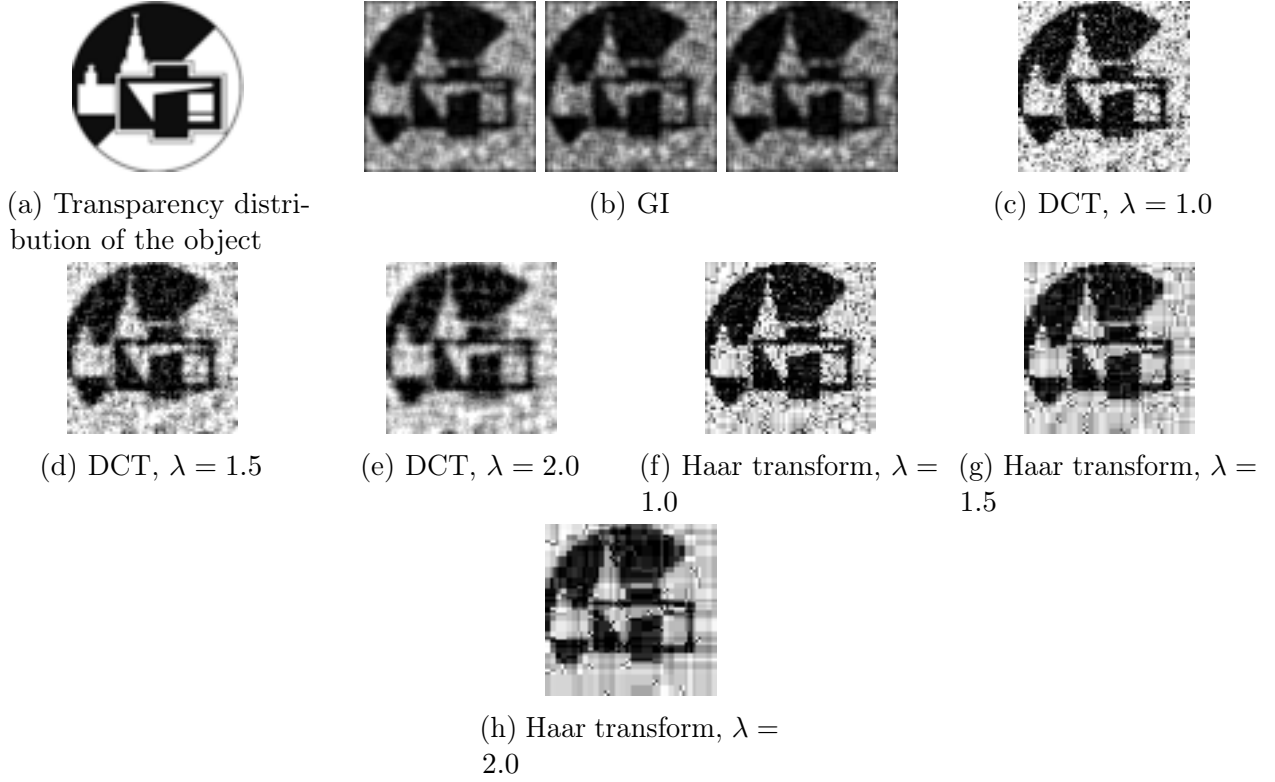 (a) Transparency distri-
bution of the object
(b) GI
(c) DCT, λ = 1.0
(d) DCT, λ = 1.5
(e) DCT, λ = 2.0
(f) Haar transform, λ =
1.0
(g) Haar transform, λ =
1.5
(h) Haar transform, λ =
2.0